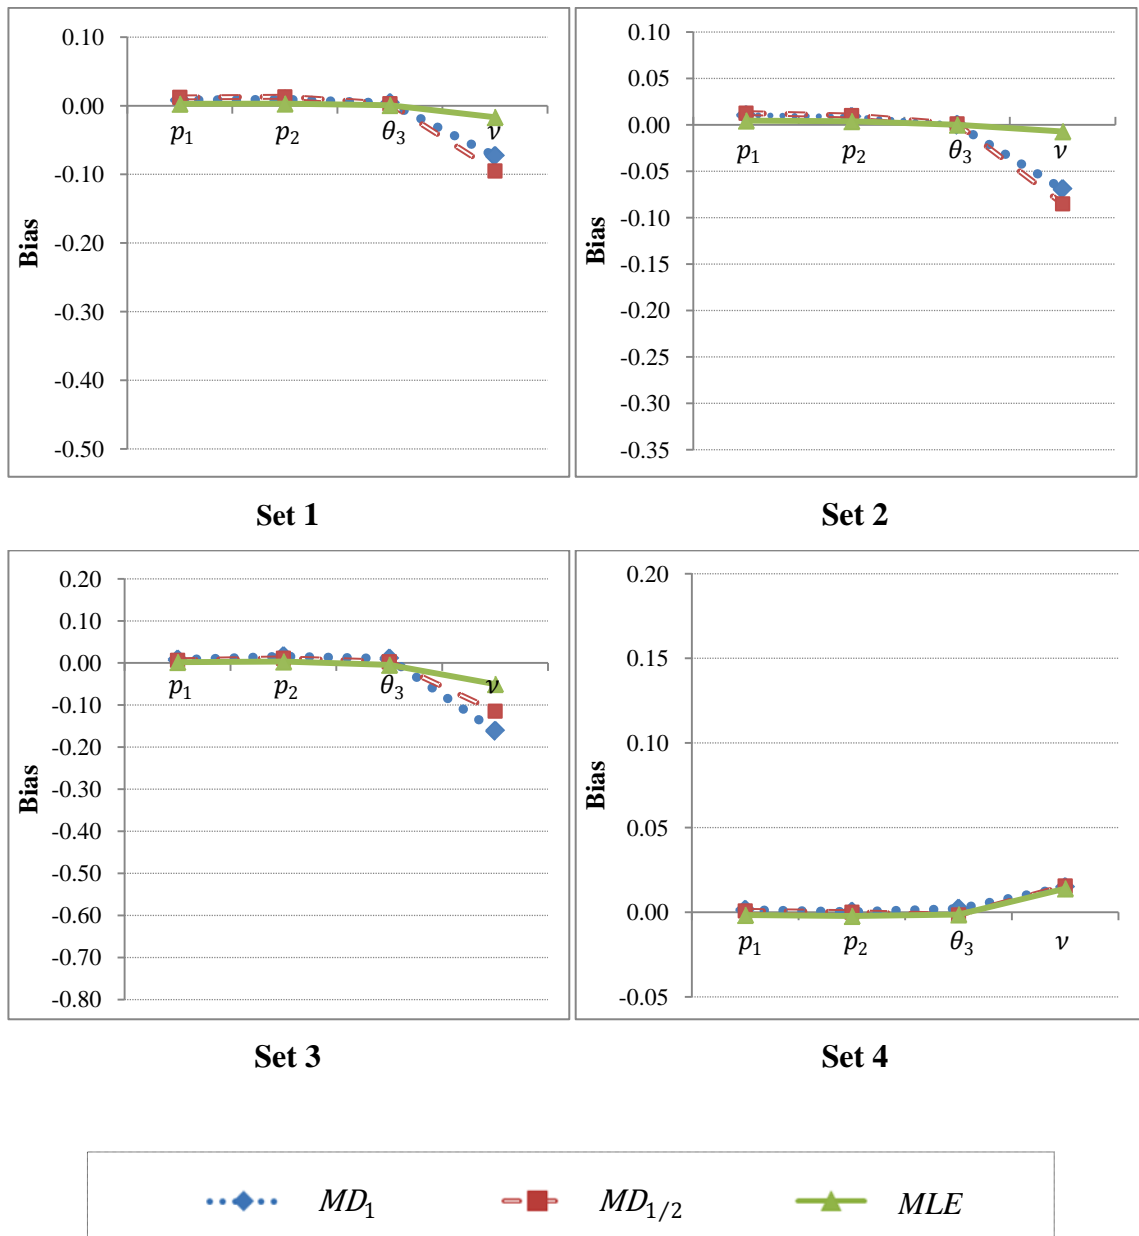 0.10
0.00
-0.10
-0.20
-0.30
-0.40
-0.50
Bias
p₁ p₂ θ₃ ν
Set 1
0.10
0.05
0.00
-0.05
-0.10
-0.15
-0.20
-0.25
-0.30
-0.35
Bias
p₁ p₂ θ₃ ν
Set 2
0.20
0.10
0.00
-0.10
-0.20
-0.30
-0.40
-0.50
-0.60
-0.70
-0.80
Bias
p₁ p₂ θ₃ ν
Set 3
0.20
0.15
0.10
0.05
0.00
-0.05
Bias
p₁ p₂ θ₃ ν
Set 4
MD₁ MD₁/₂ MLE